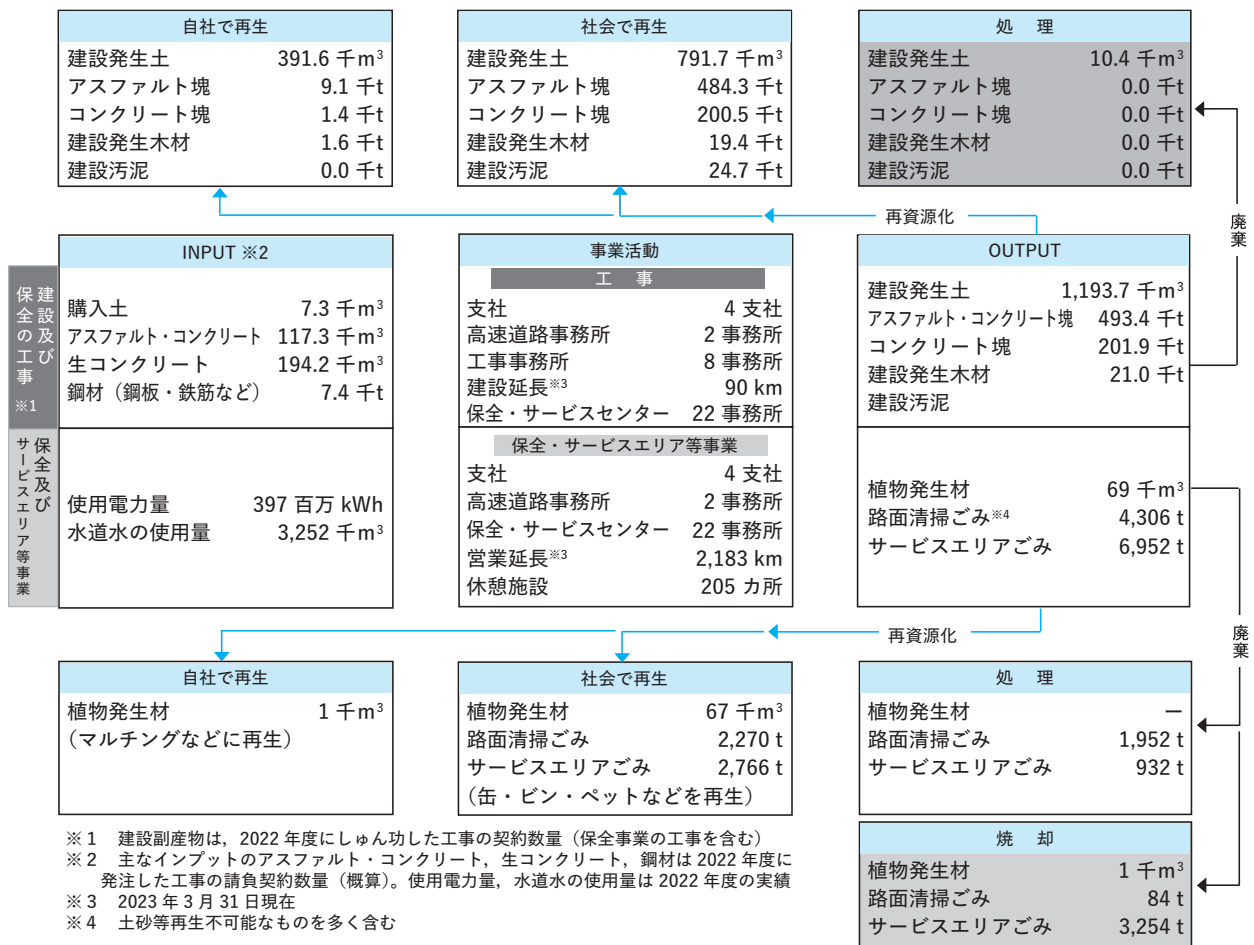 自社で再生
建設発生土 391.6 千m³
アスファルト塊 9.1 千t
コンクリート塊 1.4 千t
建設発生木材 1.6 千t
建設汚泥 0.0 千t
社会で再生
建設発生土 791.7 千m³
アスファルト塊 484.3 千t
コンクリート塊 200.5 千t
建設発生木材 19.4 千t
建設汚泥 24.7 千t
処 理
建設発生土 10.4 千m³
アスファルト塊 0.0 千t
コンクリート塊 0.0 千t
建設発生木材 0.0 千t
建設汚泥 0.0 千t
再資源化
廃棄
建設及び
保全の工事
※1
INPUT ※2
購入土 7.3 千m³
アスファルト・コンクリート 117.3 千m³
生コンクリート 194.2 千m³
鋼材（鋼板・鉄筋など） 7.4 千t
事業活動
工 事
支社 4 支社
高速道路事務所 2 事務所
工事事務所 8 事務所
建設延長※3 90 km
保全・サービスセンター 22 事務所
OUTPUT
建設発生土 1,193.7 千m³
アスファルト・コンクリート塊 493.4 千t
コンクリート塊 201.9 千t
建設発生木材 21.0 千t
建設汚泥
保全及び
サービスエリア等事業
使用電力量 397 百万 kWh
水道水の使用量 3,252 千m³
保全・サービスエリア等事業
支社 4 支社
高速道路事務所 2 事務所
保全・サービスセンター 22 事務所
営業延長※3 2,183 km
休憩施設 205 カ所
植物発生材 69 千m³
路面清掃ごみ※4 4,306 t
サービスエリアごみ 6,952 t
再資源化
廃棄
自社で再生
植物発生材 1 千m³
（マルチングなどに再生）
社会で再生
植物発生材 67 千m³
路面清掃ごみ 2,270 t
サービスエリアごみ 2,766 t
（缶・ビン・ペットなどを再生）
処 理
植物発生材 ー
路面清掃ごみ 1,952 t
サービスエリアごみ 932 t
焼 却
植物発生材 1 千m³
路面清掃ごみ 84 t
サービスエリアごみ 3,254 t
※1 建設副産物は，2022 年度にしゅん功した工事の契約数量（保全事業の工事を含む）
※2 主なインプットのアスファルト・コンクリート，生コンクリート，鋼材は 2022 年度に
発注した工事の請負契約数量（概算）。使用電力量，水道水の使用量は 2022 年度の実績
※3 2023 年 3 月 31 日現在
※4 土砂等再生不可能なものを多く含む